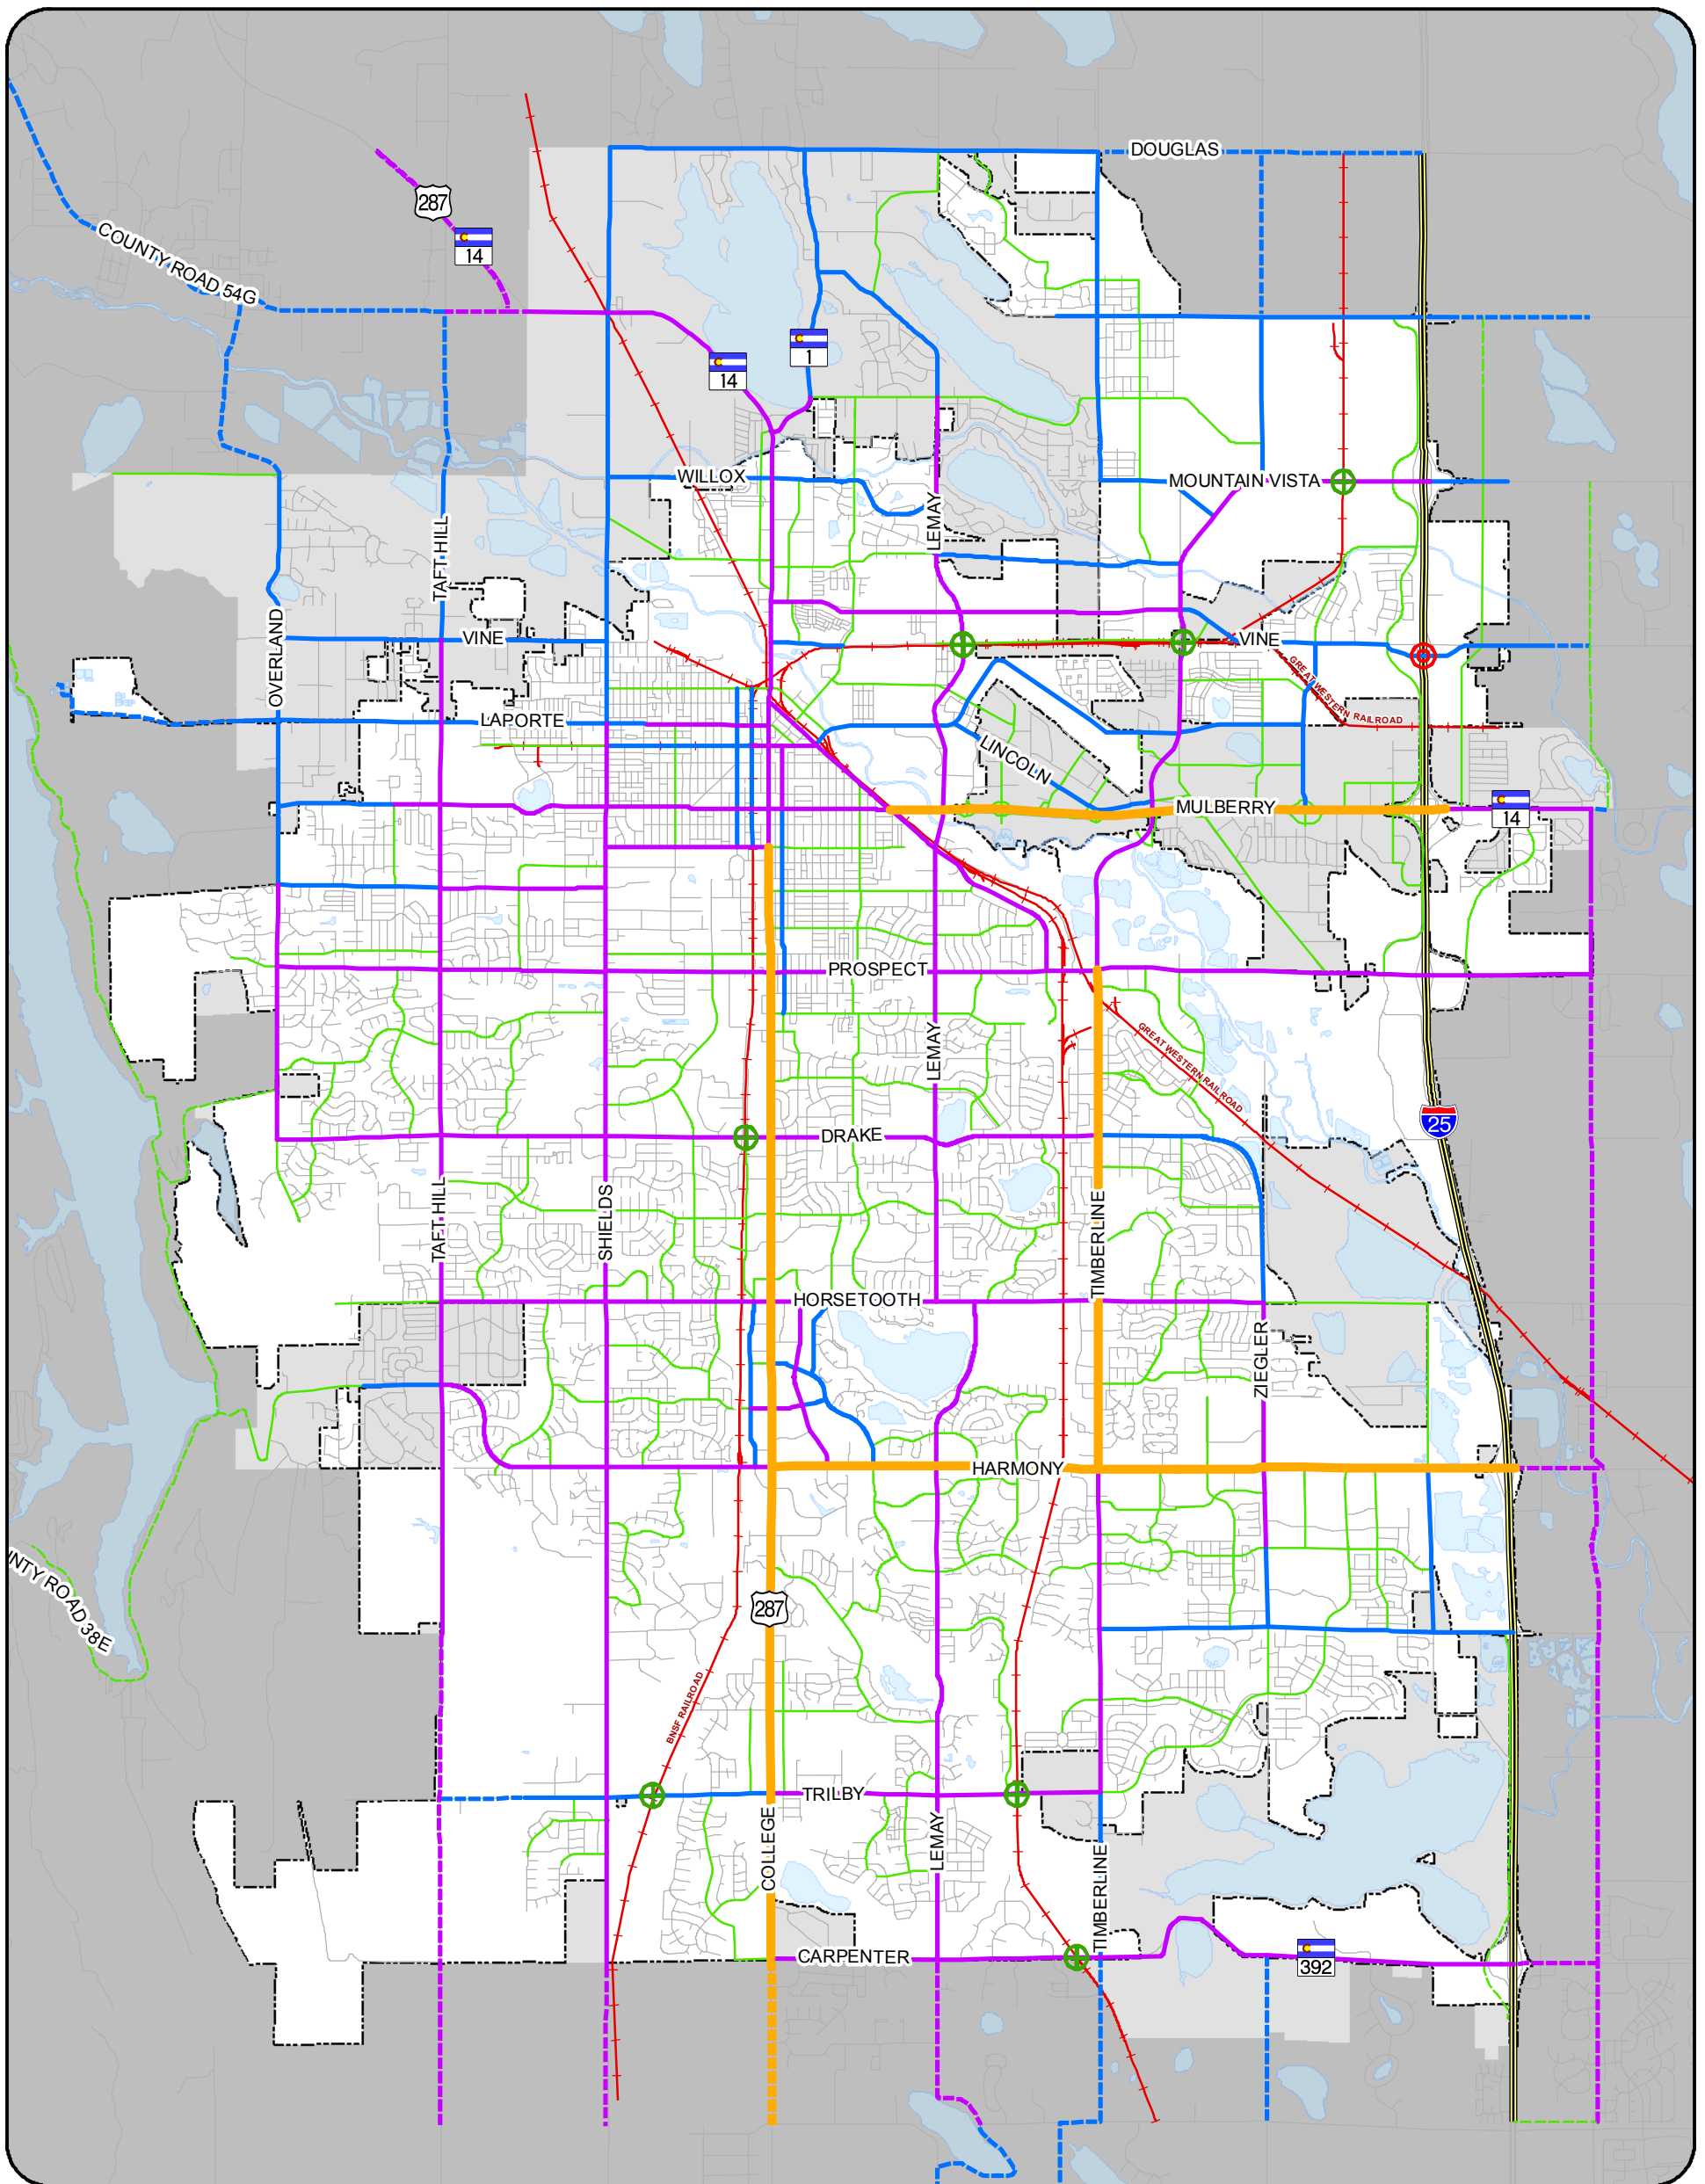 DOUGLAS
287
14
COUNTY ROAD 54G
1
14
WILLOX
MOUNTAIN VISTA
LEMAY
TAFT HILL
OVERLAND
VINE
VINE
GREAT WESTERN RAILROAD
LAPORTE
LINCOLN
MULBERRY
14
PROSPECT
LEMAY
GREAT WESTERN RAILROAD
25
DRAKE
TAFT HILL
SHIELDS
TIMBERLINE
HORSETOOTH
ZIEGLER
HARMONY
NTY ROAD 38E
287
BNSF RAILROAD
TRILBY
COLLEGE
LEMAY
TIMBERLINE
CARPENTER
392